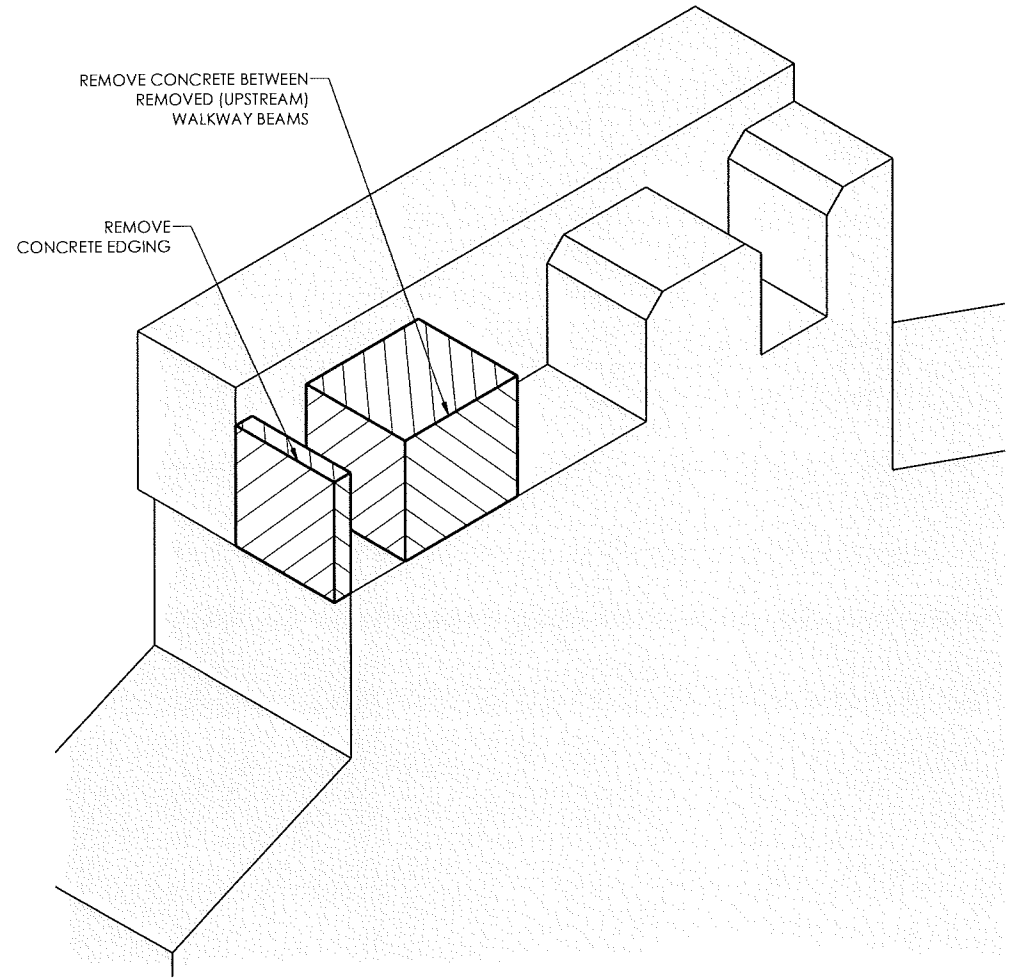 REMOVE CONCRETE BETWEEN
REMOVED (UPSTREAM)
WALKWAY BEAMS
REMOVE
CONCRETE EDGING